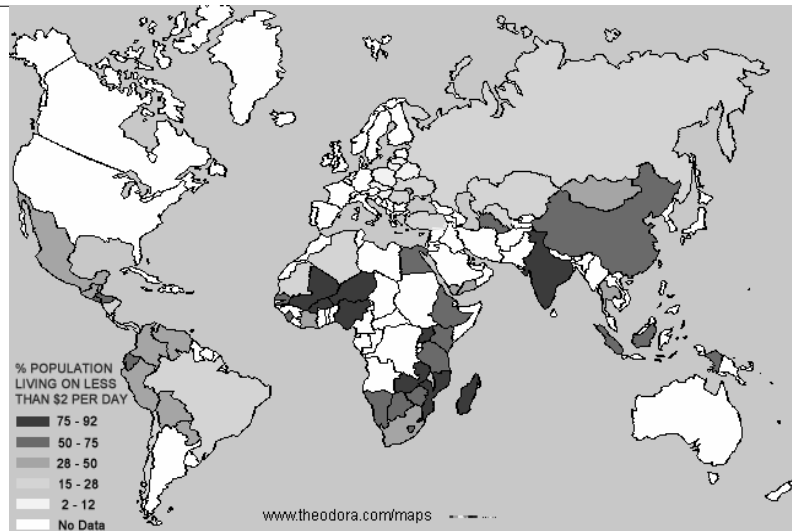 % POPULATION
LIVING ON LESS
THAN $2 PER DAY
75 - 92
50 - 75
28 - 50
15 - 28
2 - 12
No Data
www.theodora.com/maps